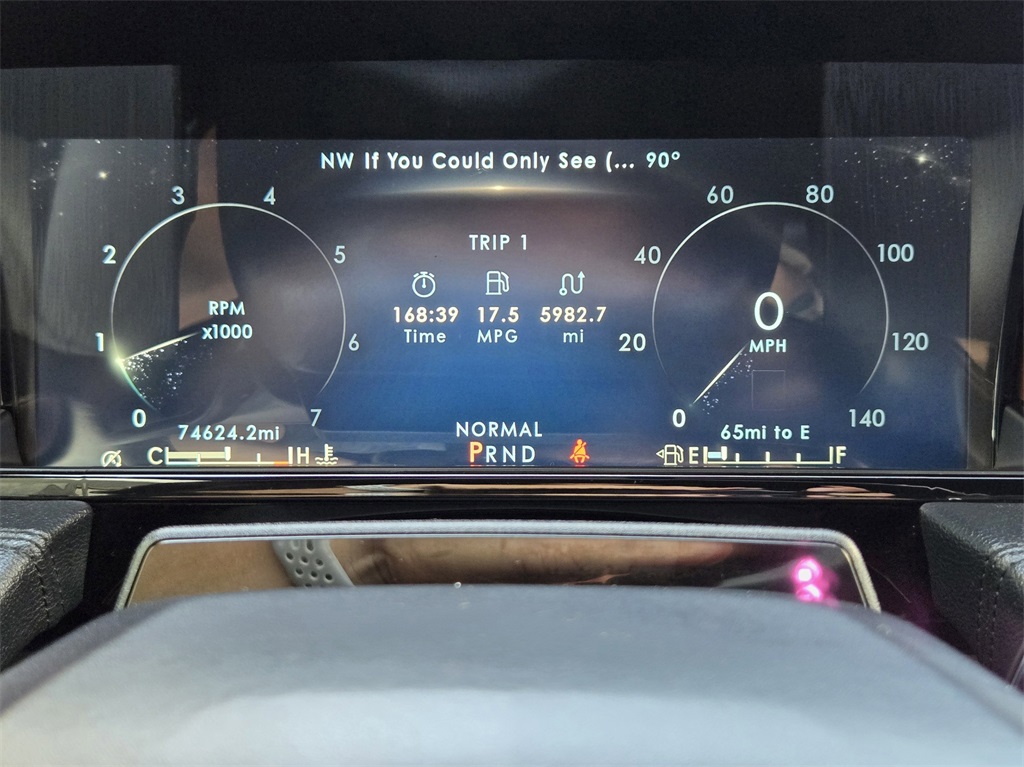 NW If You Could Only See (... 90°
3 4
2 5
1 6
0 7
RPM
x1000
74624.2mi
C H
TRIP 1
168:39 17.5 5982.7
Time MPG mi
NORMAL
PRND
60 80
40 100
20 120
0 140
0
MPH
65mi to E
E F